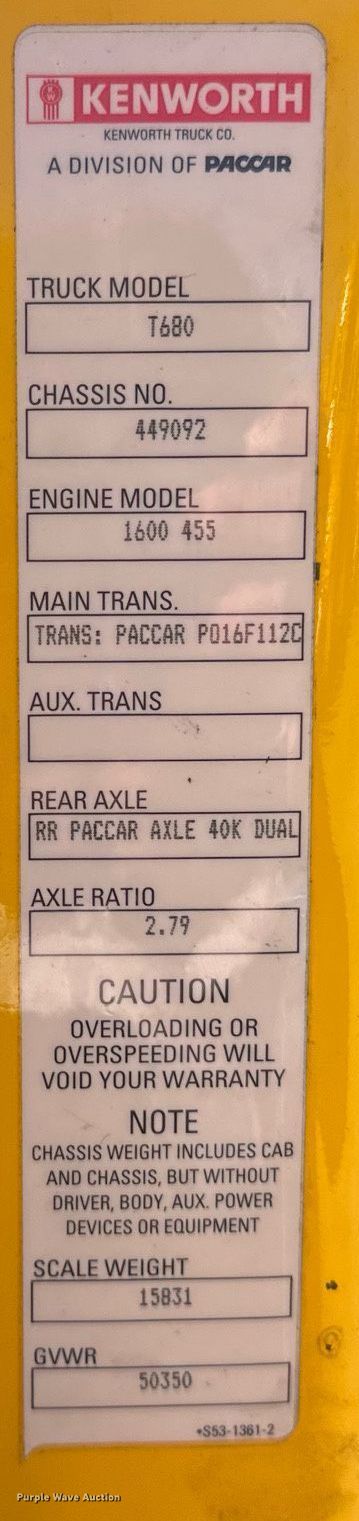 KENWORTH
KENWORTH TRUCK CO.
A DIVISION OF PACCAR
TRUCK MODEL
T680
CHASSIS NO.
449092
ENGINE MODEL
1600 455
MAIN TRANS.
TRANS: PACCAR PO16F112C
AUX. TRANS
REAR AXLE
RR PACCAR AXLE 40K DUAL
AXLE RATIO
2.79
CAUTION
OVERLOADING OR
OVERSPEEDING WILL
VOID YOUR WARRANTY
NOTE
CHASSIS WEIGHT INCLUDES CAB
AND CHASSIS, BUT WITHOUT
DRIVER, BODY, AUX. POWER
DEVICES OR EQUIPMENT
SCALE WEIGHT
15831
GVWR
50350
*S53-1361-2
Purple Wave Auction